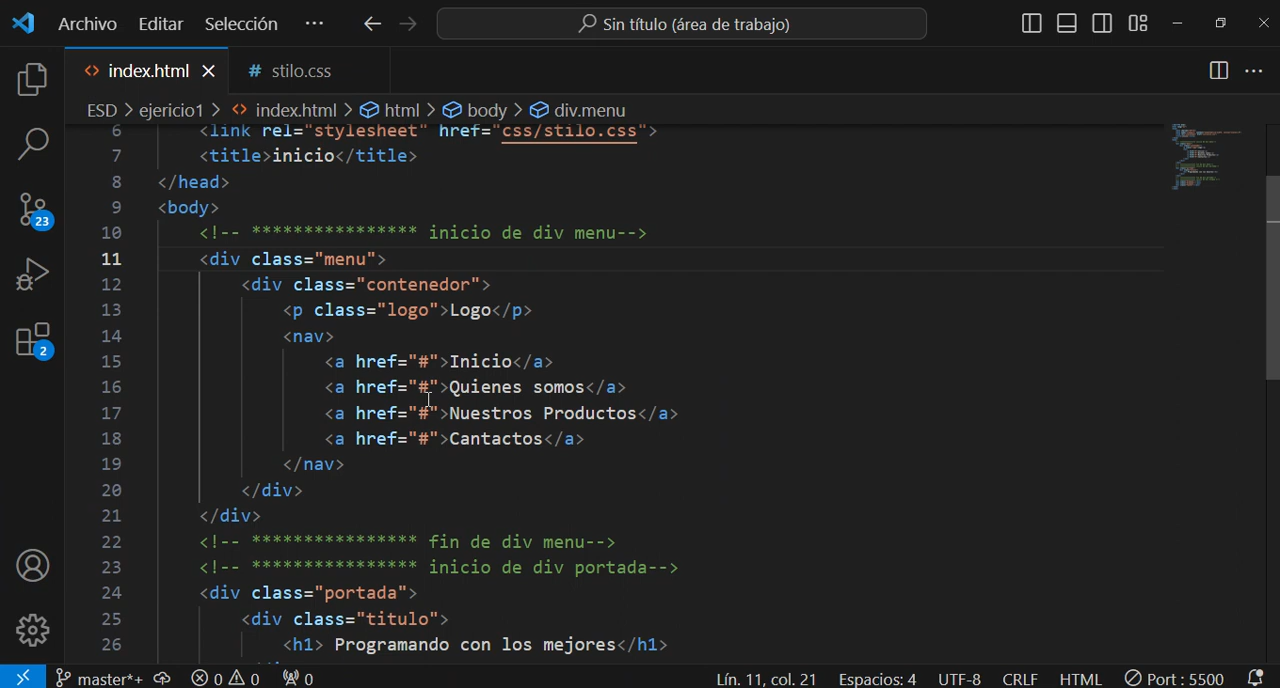 Archivo Editar Selección ··· Sin título (área de trabajo)
index.html # stilo.css
ESD > ejericio1 > index.html > html > body > div.menu
6 <link rel="stylesheet" href="css/stilo.css">
7 <title>inicio</title>
8 </head>
9 <body>
10 <!-- **************** inicio de div menu-->
11 <div class="menu">
12 <div class="contenedor">
13 <p class="logo">Logo</p>
14 <nav>
15 <a href="#">Inicio</a>
16 <a href="#">Quienes somos</a>
17 <a href="#">Nuestros Productos</a>
18 <a href="#">Cantactos</a>
19 </nav>
20 </div>
21 </div>
22 <!-- **************** fin de div menu-->
23 <!-- **************** inicio de div portada-->
24 <div class="portada">
25 <div class="titulo">
26 <h1> Programando con los mejores</h1>
23
2
master*+ 0 0 0 Lín. 11, col. 21 Espacios: 4 UTF-8 CRLF HTML Port : 5500